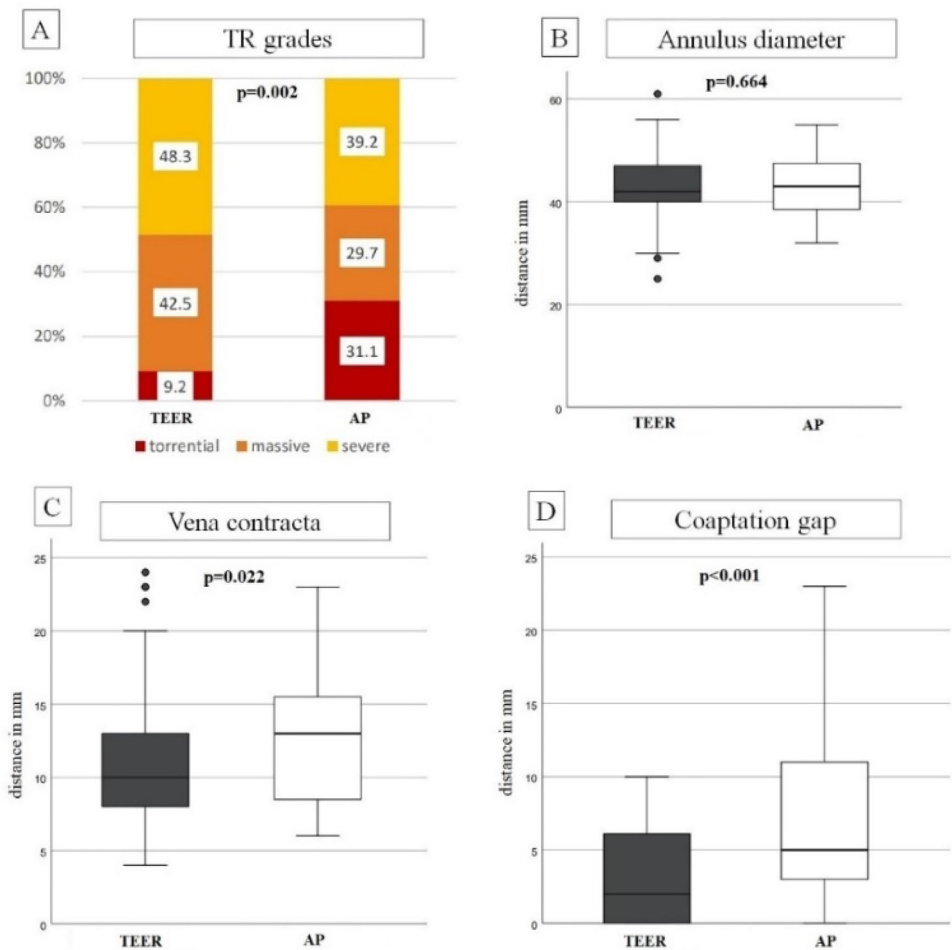 A
TR grades
p=0.002
100%
80%
60%
40%
20%
0%
48.3
42.5
9.2
39.2
29.7
31.1
TEER
AP
torrential massive severe
B
Annulus diameter
p=0.664
distance in mm
60
40
20
0
TEER
AP
C
Vena contracta
p=0.022
distance in mm
25
20
15
10
5
0
TEER
AP
D
Coaptation gap
p<0.001
distance in mm
25
20
15
10
5
0
TEER
AP